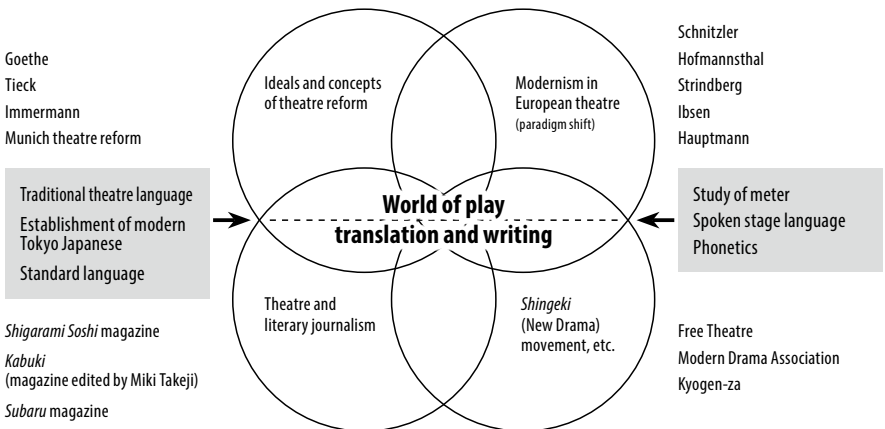 Goethe
Tieck
Immermann
Munich theatre reform
Ideals and concepts
of theatre reform
Modernism in
European theatre
(paradigm shift)
Schnitzler
Hofmannsthal
Strindberg
Ibsen
Hauptmann
Traditional theatre language
Establishment of modern
Tokyo Japanese
Standard language
World of play
translation and writing
Study of meter
Spoken stage language
Phonetics
Shigarami Soshi magazine
Kabuki
(magazine edited by Miki Takeji)
Subaru magazine
Theatre and
literary journalism
Shingeki
(New Drama)
movement, etc.
Free Theatre
Modern Drama Association
Kyogen-za